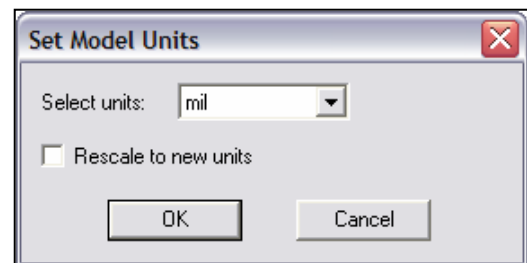 Set Model Units
Select units: mil
Rescale to new units
OK Cancel